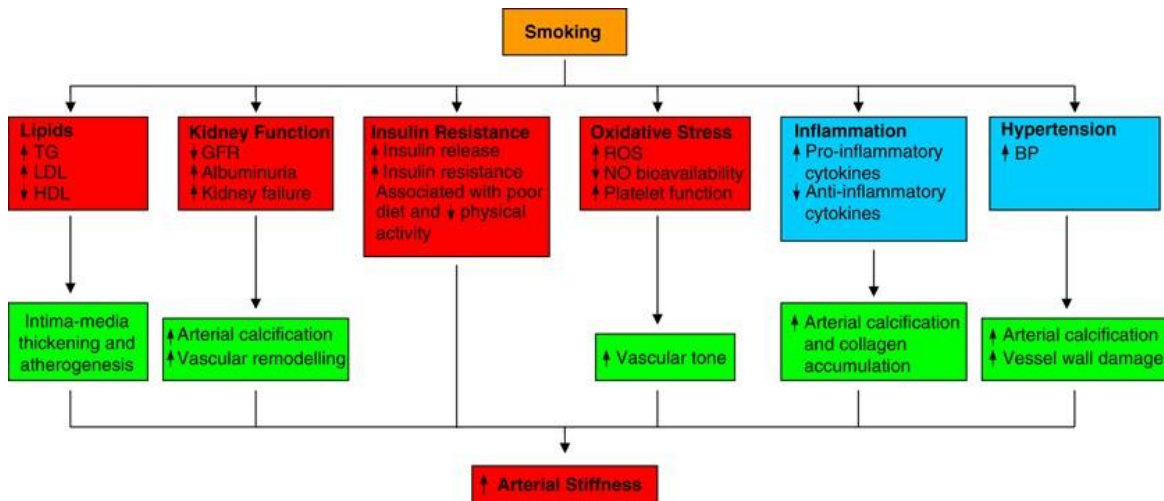 Smoking
Lipids
↑ TG
↑ LDL
↓ HDL
Kidney Function
↓ GFR
↑ Albuminuria
↑ Kidney failure
Insulin Resistance
↑ Insulin release
↑ Insulin resistance
Associated with poor
diet and ↓ physical
activity
Oxidative Stress
↑ ROS
↓ NO bioavailability
↑ Platelet function
Inflammation
↑ Pro-inflammatory
cytokines
↓ Anti-inflammatory
cytokines
Hypertension
↑ BP
Intima-media
thickening and
atherogenesis
↑ Arterial calcification
↑ Vascular remodelling
↑ Vascular tone
↑ Arterial calcification
and collagen
accumulation
↑ Arterial calcification
↑ Vessel wall damage
↑ Arterial Stiffness